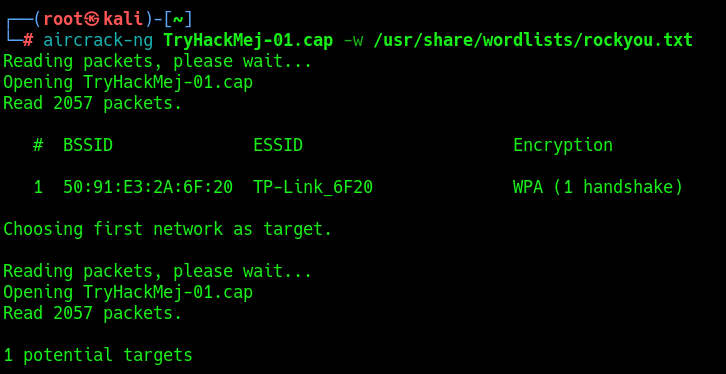 ┌──(root㉿kali)-[~]
└─# aircrack-ng TryHackMej-01.cap -w /usr/share/wordlists/rockyou.txt
Reading packets, please wait...
Opening TryHackMej-01.cap
Read 2057 packets.
# BSSID ESSID Encryption
1 50:91:E3:2A:6F:20 TP-Link_6F20 WPA (1 handshake)
Choosing first network as target.
Reading packets, please wait...
Opening TryHackMej-01.cap
Read 2057 packets.
1 potential targets